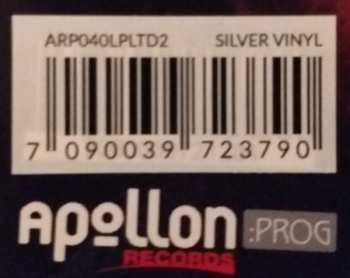 ARP040LPLTD2 SILVER VINYL
7 090039 723790
Apollon :PROG
RECORDS